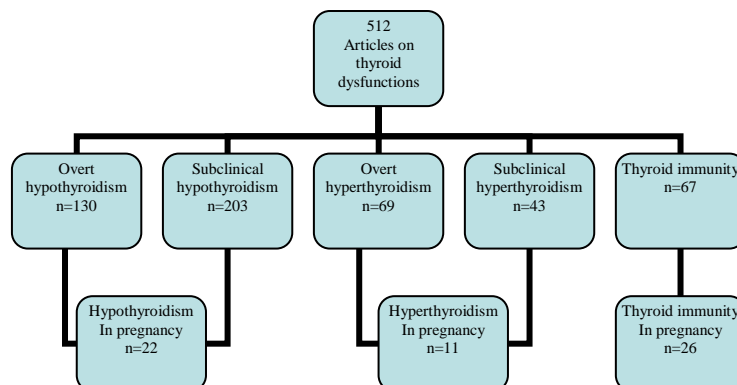 512
Articles on
thyroid
dysfunctions
Overt
hypothyroidism
n=130
Subclinical
hypothyroidism
n=203
Overt
hyperthyroidism
n=69
Subclinical
hyperthyroidism
n=43
Thyroid immunity
n=67
Hypothyroidism
In pregnancy
n=22
Hyperthyroidism
In pregnancy
n=11
Thyroid immunity
In pregnancy
n=26